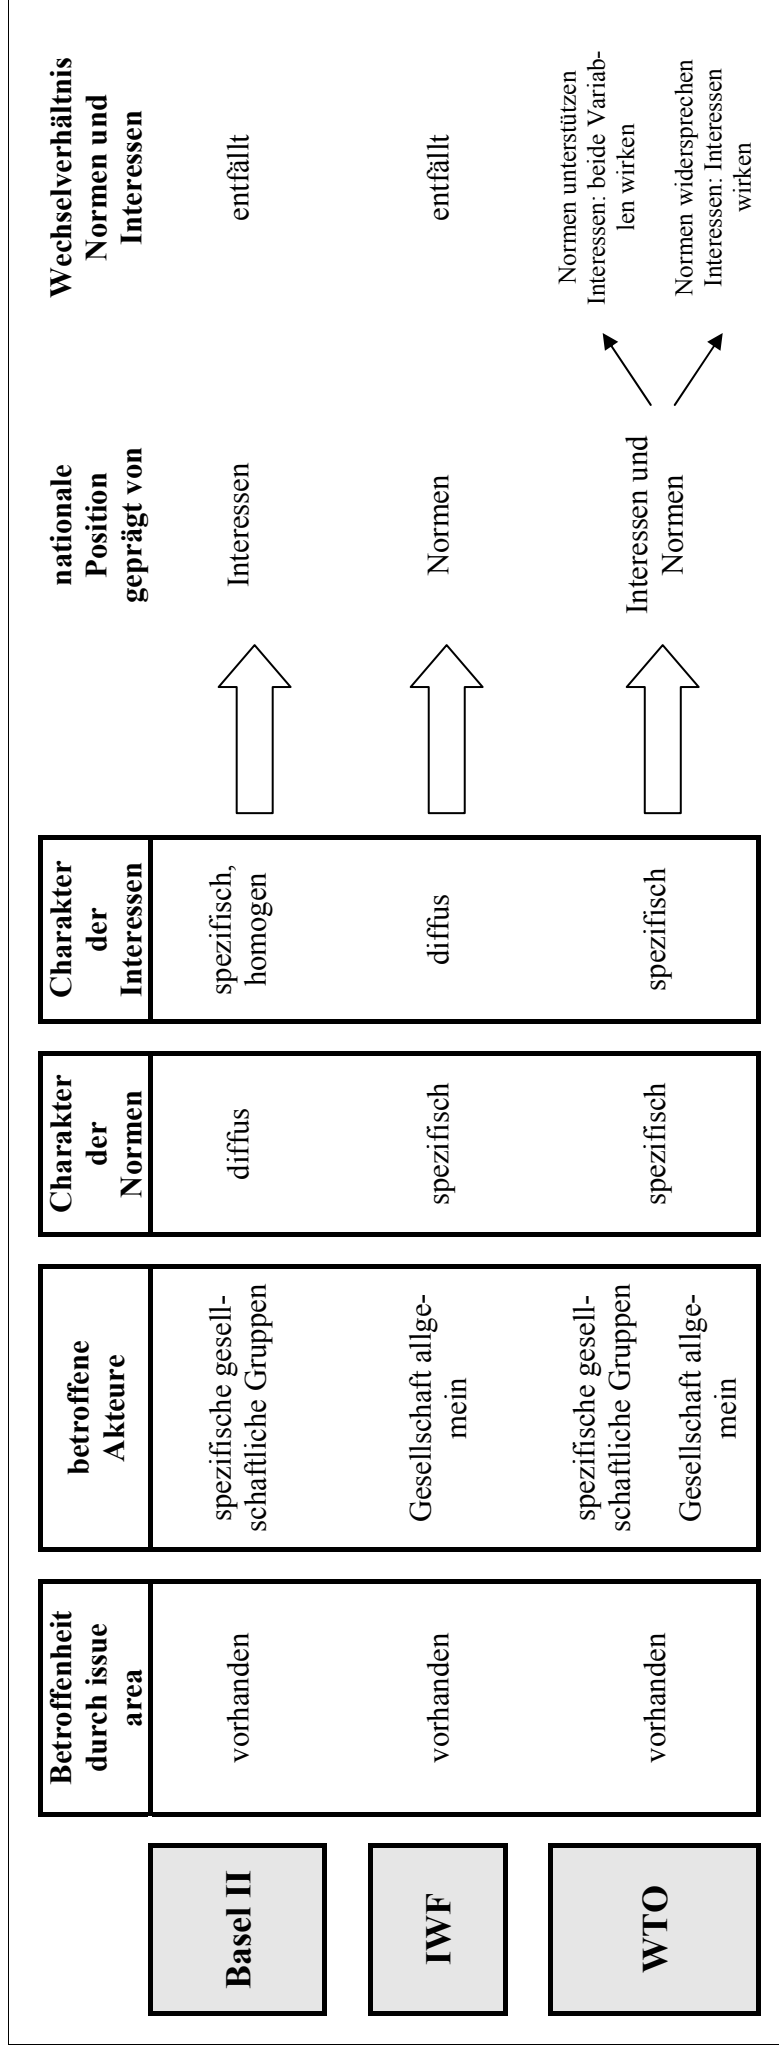 Betroffenheit
durch issue
area
betroffene
Akteure
Charakter
der
Normen
Charakter
der
Interessen
nationale
Position
geprägt von
Wechselverhältnis
Normen und
Interessen
Basel II
vorhanden
spezifische gesell-
schaftliche Gruppen
diffus
spezifisch,
homogen
Interessen
entfällt
IWF
vorhanden
Gesellschaft allge-
mein
spezifisch
diffus
Normen
entfällt
WTO
vorhanden
spezifische gesell-
schaftliche Gruppen
Gesellschaft allge-
mein
spezifisch
spezifisch
Interessen und
Normen
Normen unterstützen
Interessen: beide Variab-
len wirken
Normen widersprechen
Interessen: Interessen
wirken